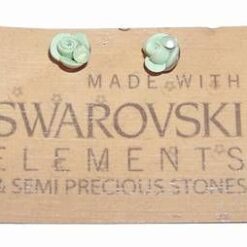 MADE WITH
SWAROVSKI
ELEMENTS
& SEMI PRECIOUS STONES